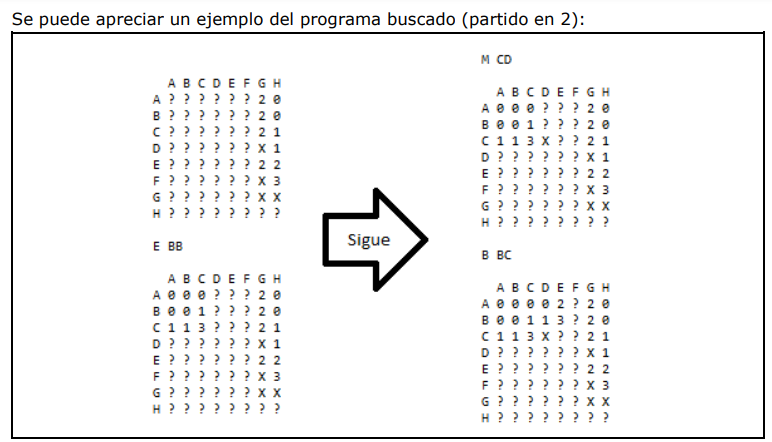 Se puede apreciar un ejemplo del programa buscado (partido en 2):
A B C D E F G H
A ? ? ? ? ? ? 2 0
B ? ? ? ? ? ? 2 0
C ? ? ? ? ? ? 2 1
D ? ? ? ? ? ? X 1
E ? ? ? ? ? ? 2 2
F ? ? ? ? ? ? X 3
G ? ? ? ? ? ? X X
H ? ? ? ? ? ? ? ?
E BB
A B C D E F G H
A 0 0 0 ? ? ? 2 0
B 0 0 1 ? ? ? 2 0
C 1 1 3 ? ? ? 2 1
D ? ? ? ? ? ? X 1
E ? ? ? ? ? ? 2 2
F ? ? ? ? ? ? X 3
G ? ? ? ? ? ? X X
H ? ? ? ? ? ? ? ?
Sigue
M CD
A B C D E F G H
A 0 0 0 ? ? ? 2 0
B 0 0 1 ? ? ? 2 0
C 1 1 3 X ? ? 2 1
D ? ? ? ? ? ? X 1
E ? ? ? ? ? ? 2 2
F ? ? ? ? ? ? X 3
G ? ? ? ? ? ? X X
H ? ? ? ? ? ? ? ?
B BC
A B C D E F G H
A 0 0 0 0 2 ? 2 0
B 0 0 1 1 3 ? 2 0
C 1 1 3 X ? ? 2 1
D ? ? ? ? ? ? X 1
E ? ? ? ? ? ? 2 2
F ? ? ? ? ? ? X 3
G ? ? ? ? ? ? X X
H ? ? ? ? ? ? ? ?